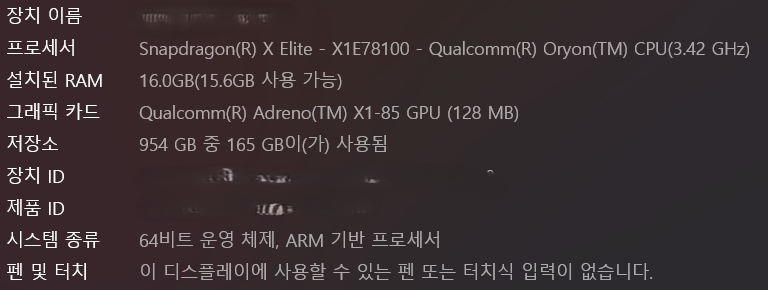 장치 이름
프로세서 Snapdragon(R) X Elite - X1E78100 - Qualcomm(R) Oryon(TM) CPU(3.42 GHz)
설치된 RAM 16.0GB(15.6GB 사용 가능)
그래픽 카드 Qualcomm(R) Adreno(TM) X1-85 GPU (128 MB)
저장소 954 GB 중 165 GB이(가) 사용됨
장치 ID
제품 ID
시스템 종류 64비트 운영 체제, ARM 기반 프로세서
펜 및 터치 이 디스플레이에 사용할 수 있는 펜 또는 터치식 입력이 없습니다.